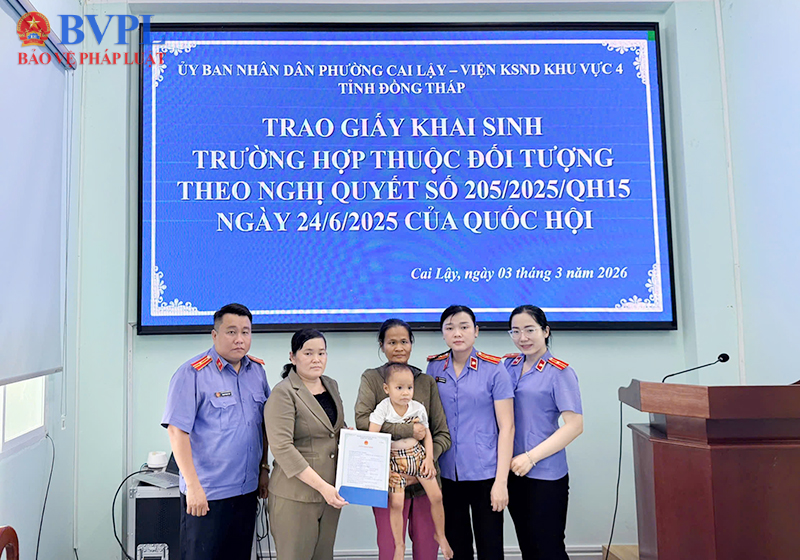 BVPL
BẢO VỆ PHÁP LUẬT
ỦY BAN NHÂN DÂN PHƯỜNG CAI LẬY – VIỆN KSND KHU VỰC 4
TỈNH ĐỒNG THÁP
TRAO GIẤY KHAI SINH
TRƯỜNG HỢP THUỘC ĐỐI TƯỢNG
THEO NGHỊ QUYẾT SỐ 205/2025/QH15
NGÀY 24/6/2025 CỦA QUỐC HỘI
Cai Lậy, ngày 03 tháng 3 năm 2026